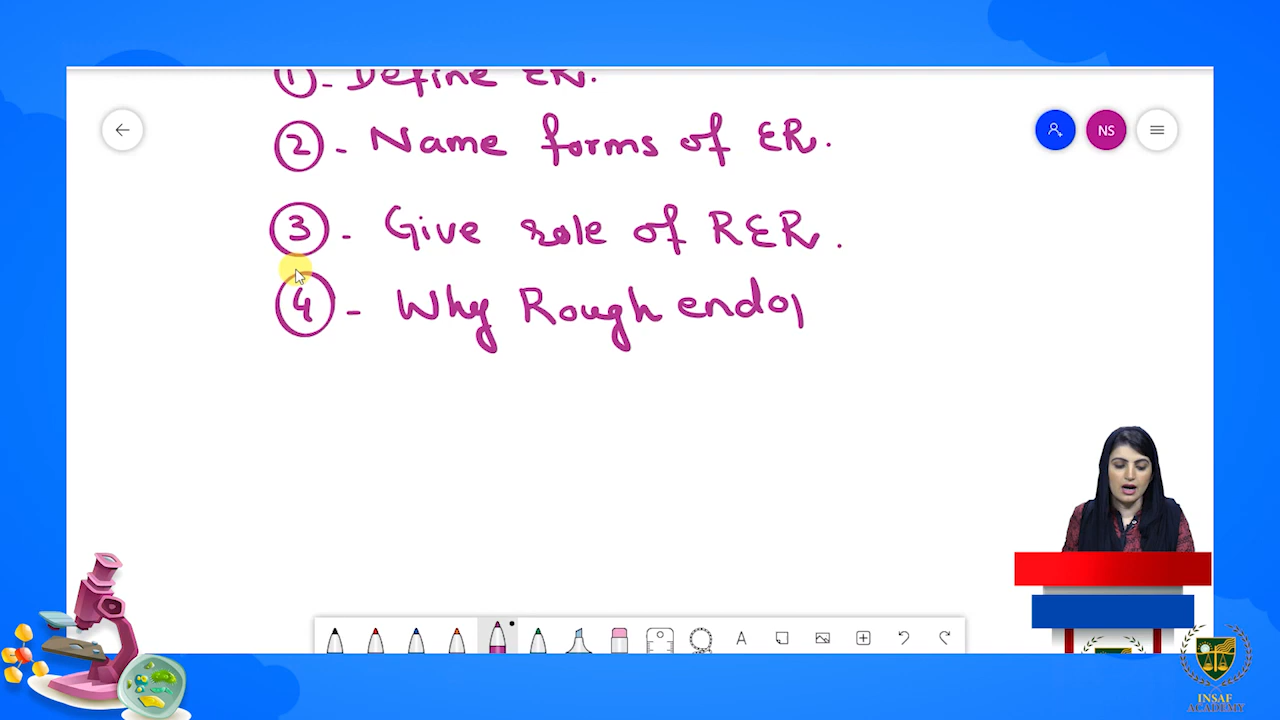 1 - Define ER.
2 - Name forms of ER.
NS
3 - Give role of RER.
4 - Why Rough endop
A
INSAF
ACADEMY